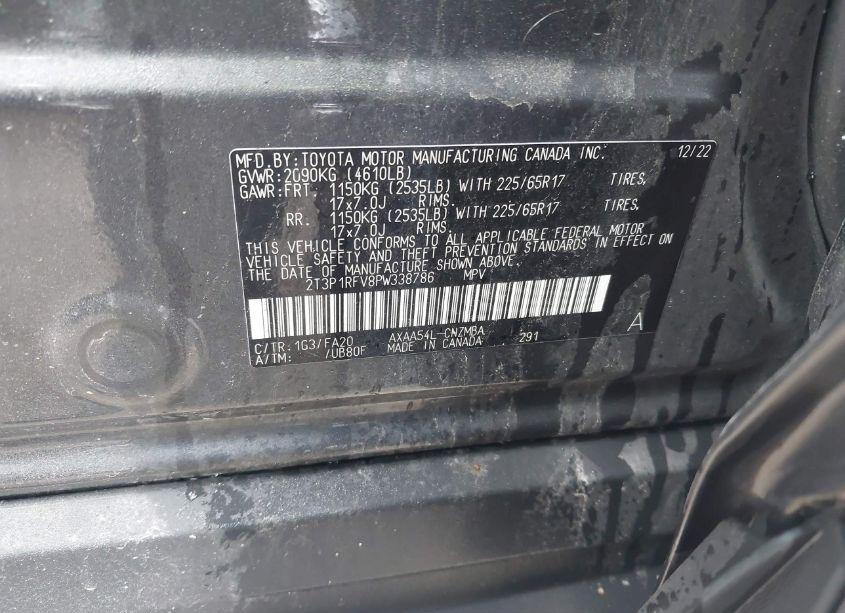 MFD.BY:TOYOTA MOTOR MANUFACTURING CANADA INC. 12/22
GVWR:2090KG (4610LB)
GAWR:FRT. 1150KG (2535LB) WITH 225/65R17 TIRES,
17x7.0J RIMS.
RR. 1150KG (2535LB) WITH 225/65R17 TIRES,
17x7.0J RIMS.
THIS VEHICLE CONFORMS TO ALL APPLICABLE FEDERAL MOTOR
VEHICLE SAFETY AND THEFT PREVENTION STANDARDS IN EFFECT ON
THE DATE OF MANUFACTURE SHOWN ABOVE.
2T3P1RFV8PW338786 MPV
C/TR:1G3/FA20 AXAA54L-CNZMBA 291 A
A/TM: /UB80F MADE IN CANADA